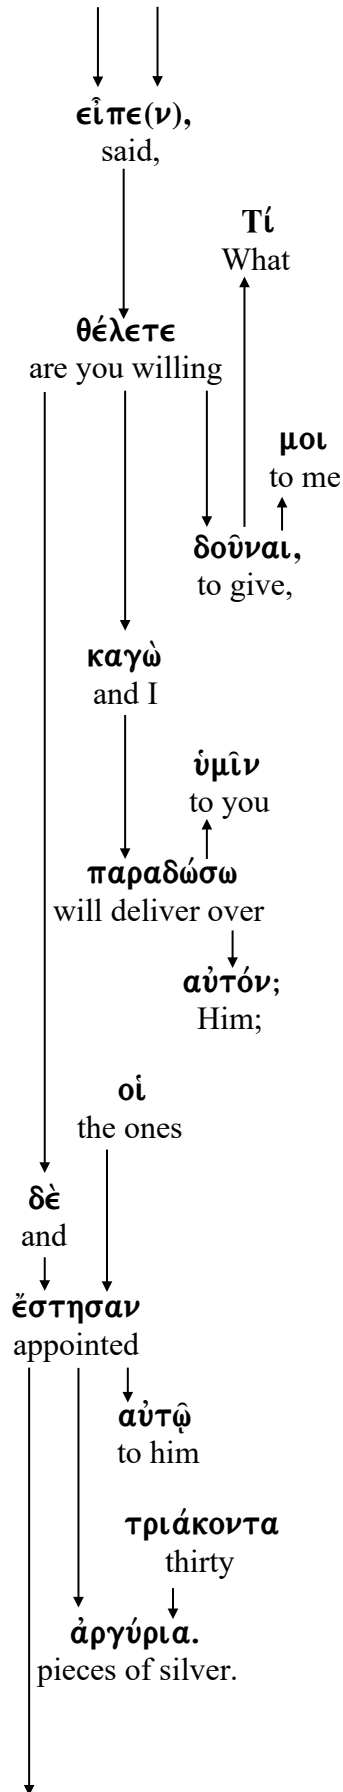 εἶπε(ν),
said,
Τί
What
θέλετε
are you willing
μοι
to me
δοῦναι,
to give,
καγὼ
and I
ὑμῖν
to you
παραδώσω
will deliver over
αὐτόν;
Him;
οἱ
the ones
δὲ
and
ἔστησαν
appointed
αὐτῷ
to him
τριάκοντα
thirty
ἀργύρια.
pieces of silver.